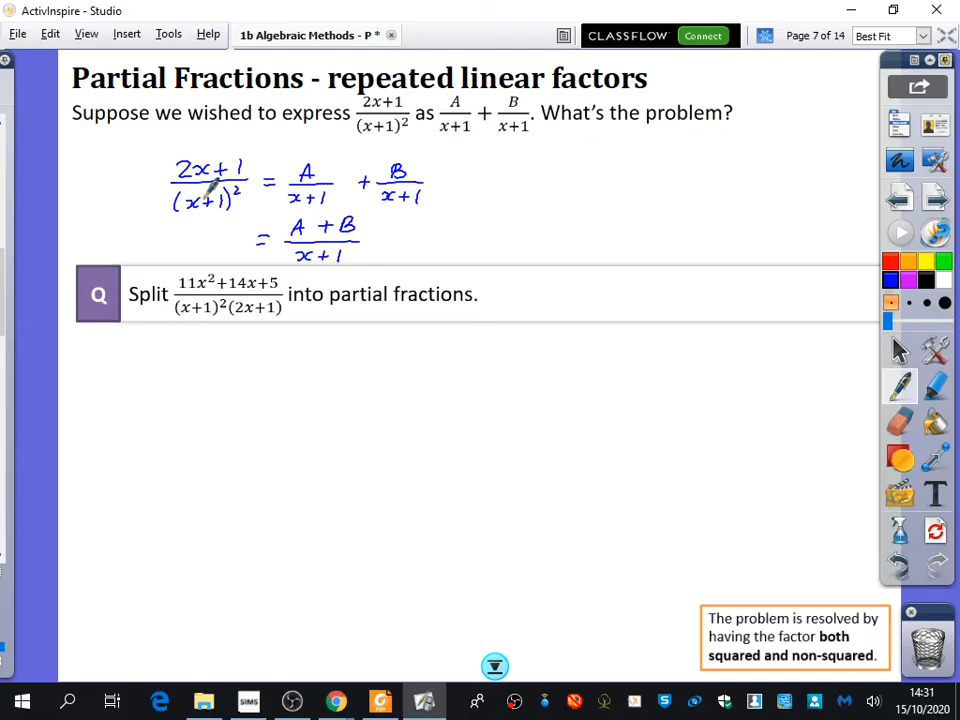 ActivInspire - Studio
File Edit View Insert Tools Help 1b Algebraic Methods - P * CLASSFLOW Connect Page 7 of 14 Best Fit
Partial Fractions - repeated linear factors
Suppose we wished to express (2x+1)/(x+1)² as A/(x+1) + B/(x+1). What's the problem?
(2x+1)/(x+1)² = A/(x+1) + B/(x+1)
= (A + B)/(x+1)
Q Split (11x²+14x+5)/((x+1)²(2x+1)) into partial fractions.
The problem is resolved by
having the factor both
squared and non-squared.
SIMS
14:31
15/10/2020